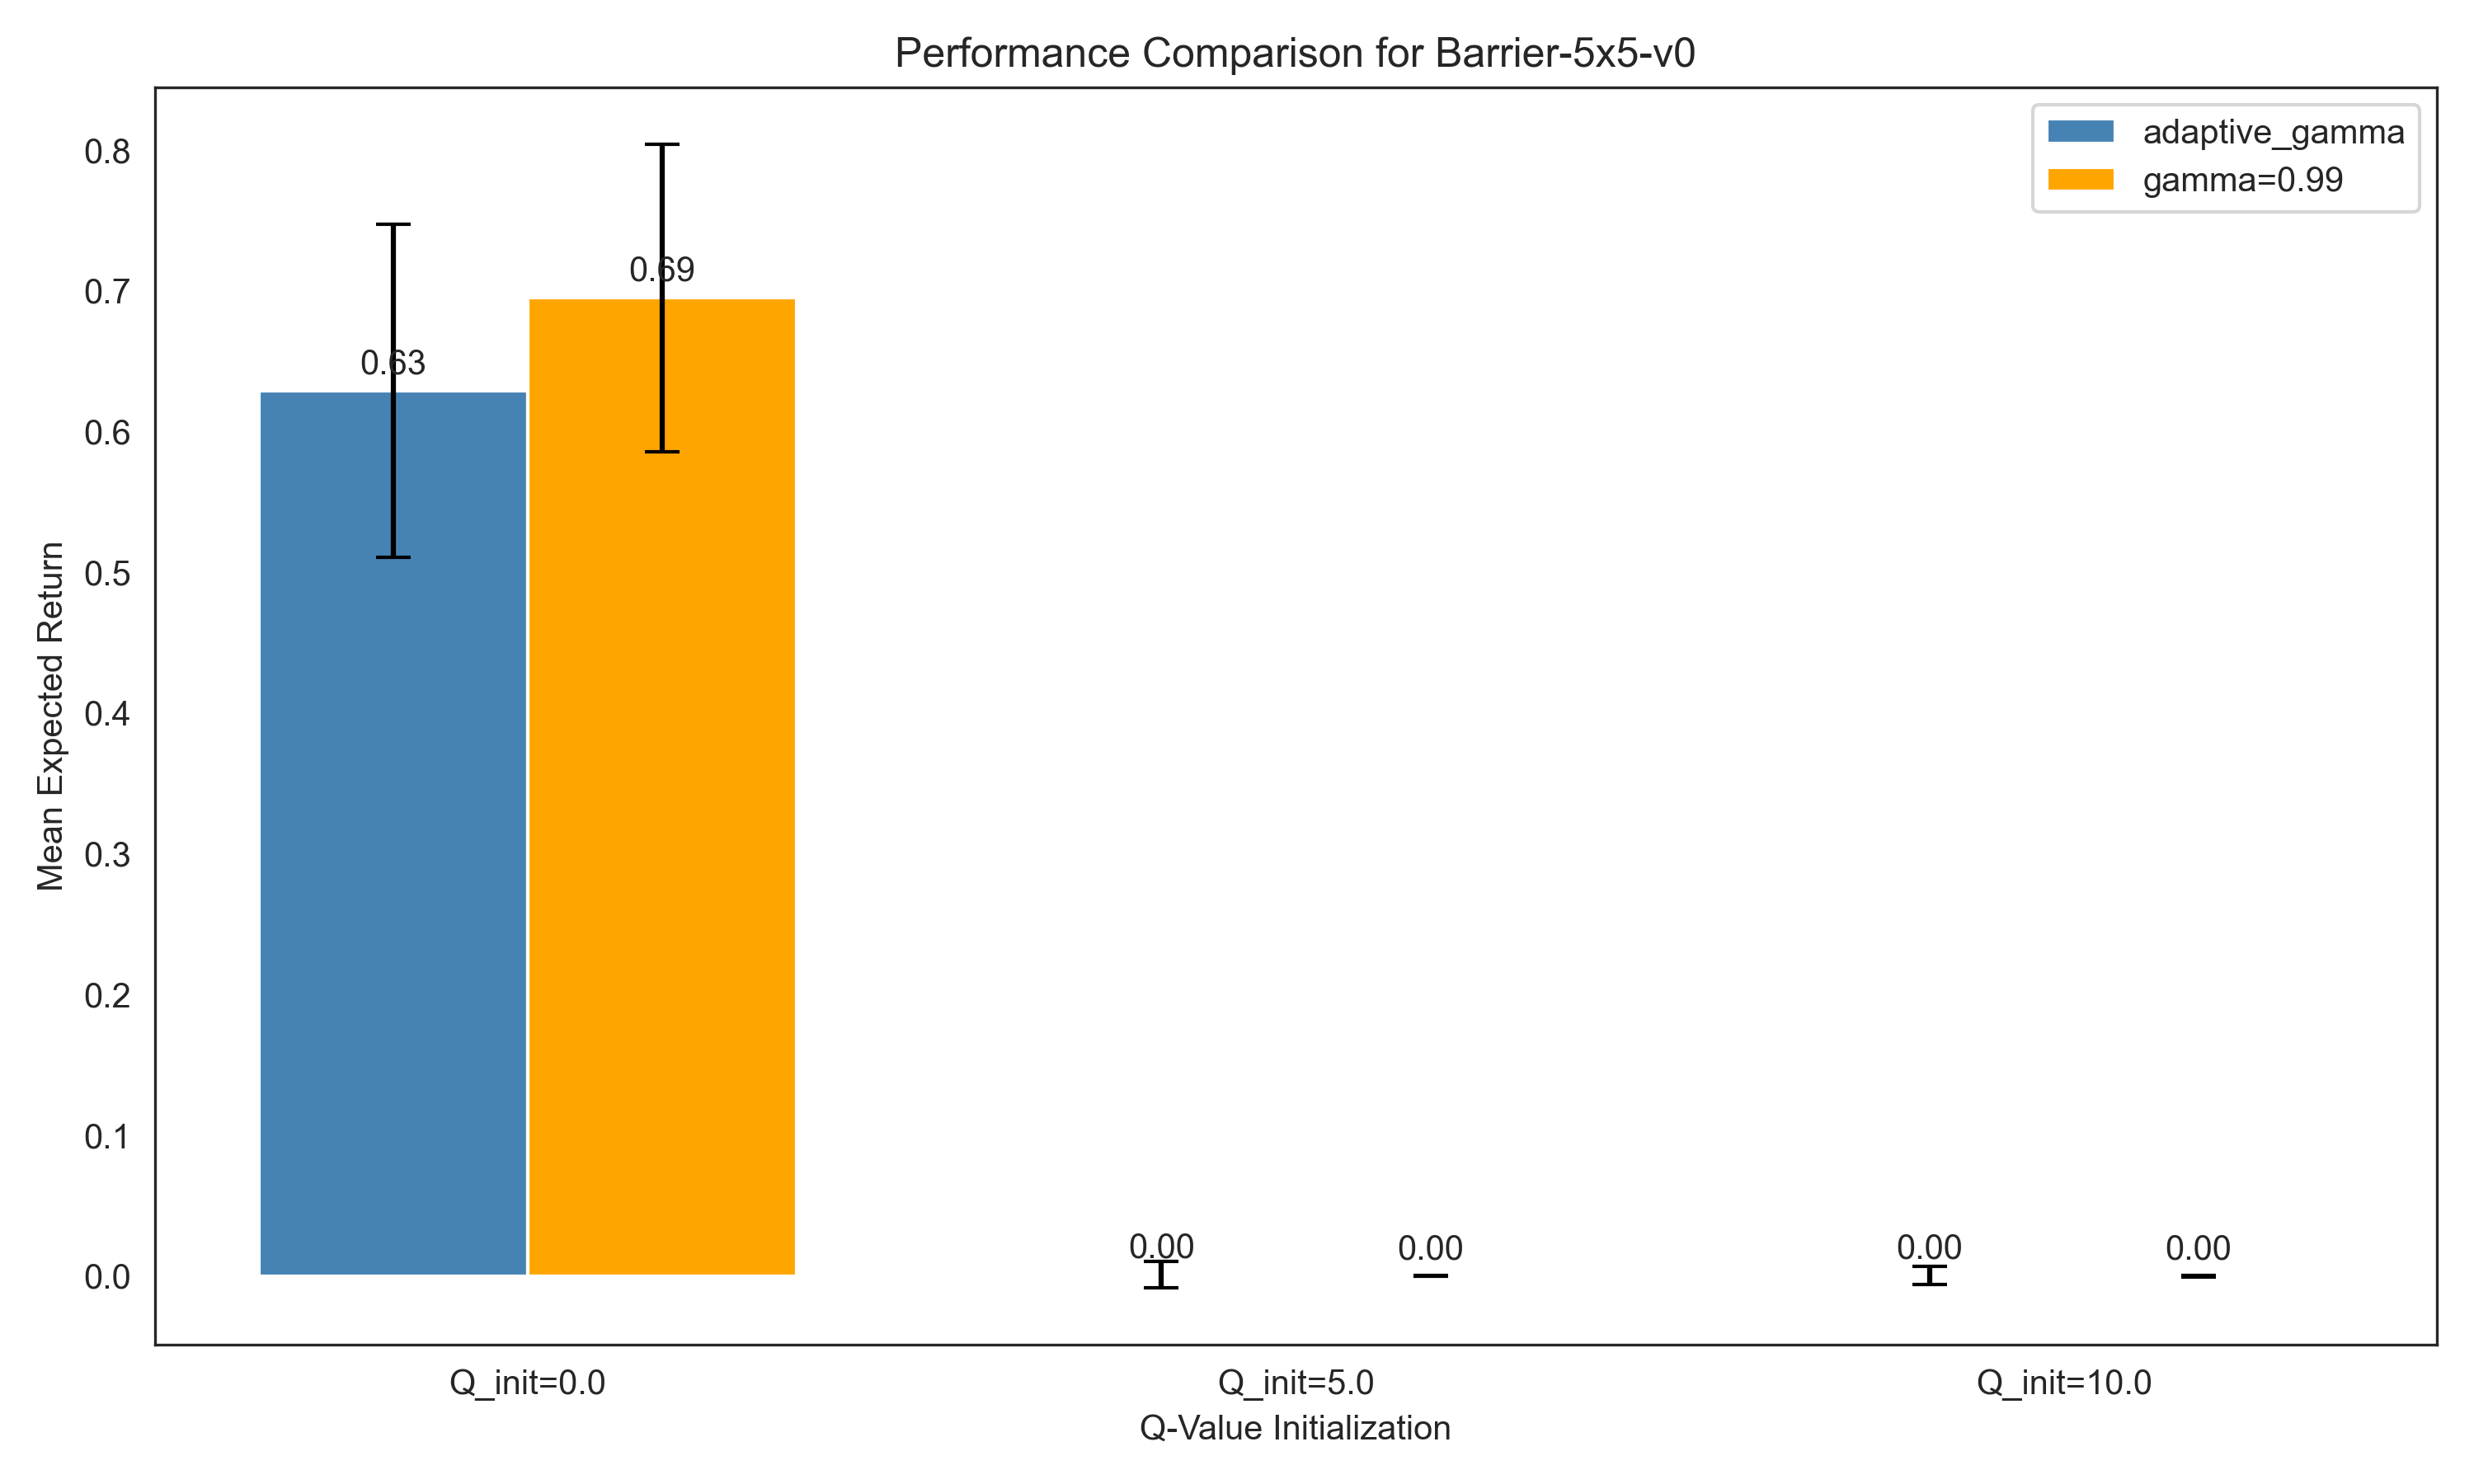 Performance Comparison for Barrier-5x5-v0
adaptive_gamma
gamma=0.99
Mean Expected Return
0.8
0.7
0.6
0.5
0.4
0.3
0.2
0.1
0.0
0.63
0.69
0.00
0.00
0.00
0.00
Q_init=0.0
Q_init=5.0
Q_init=10.0
Q-Value Initialization